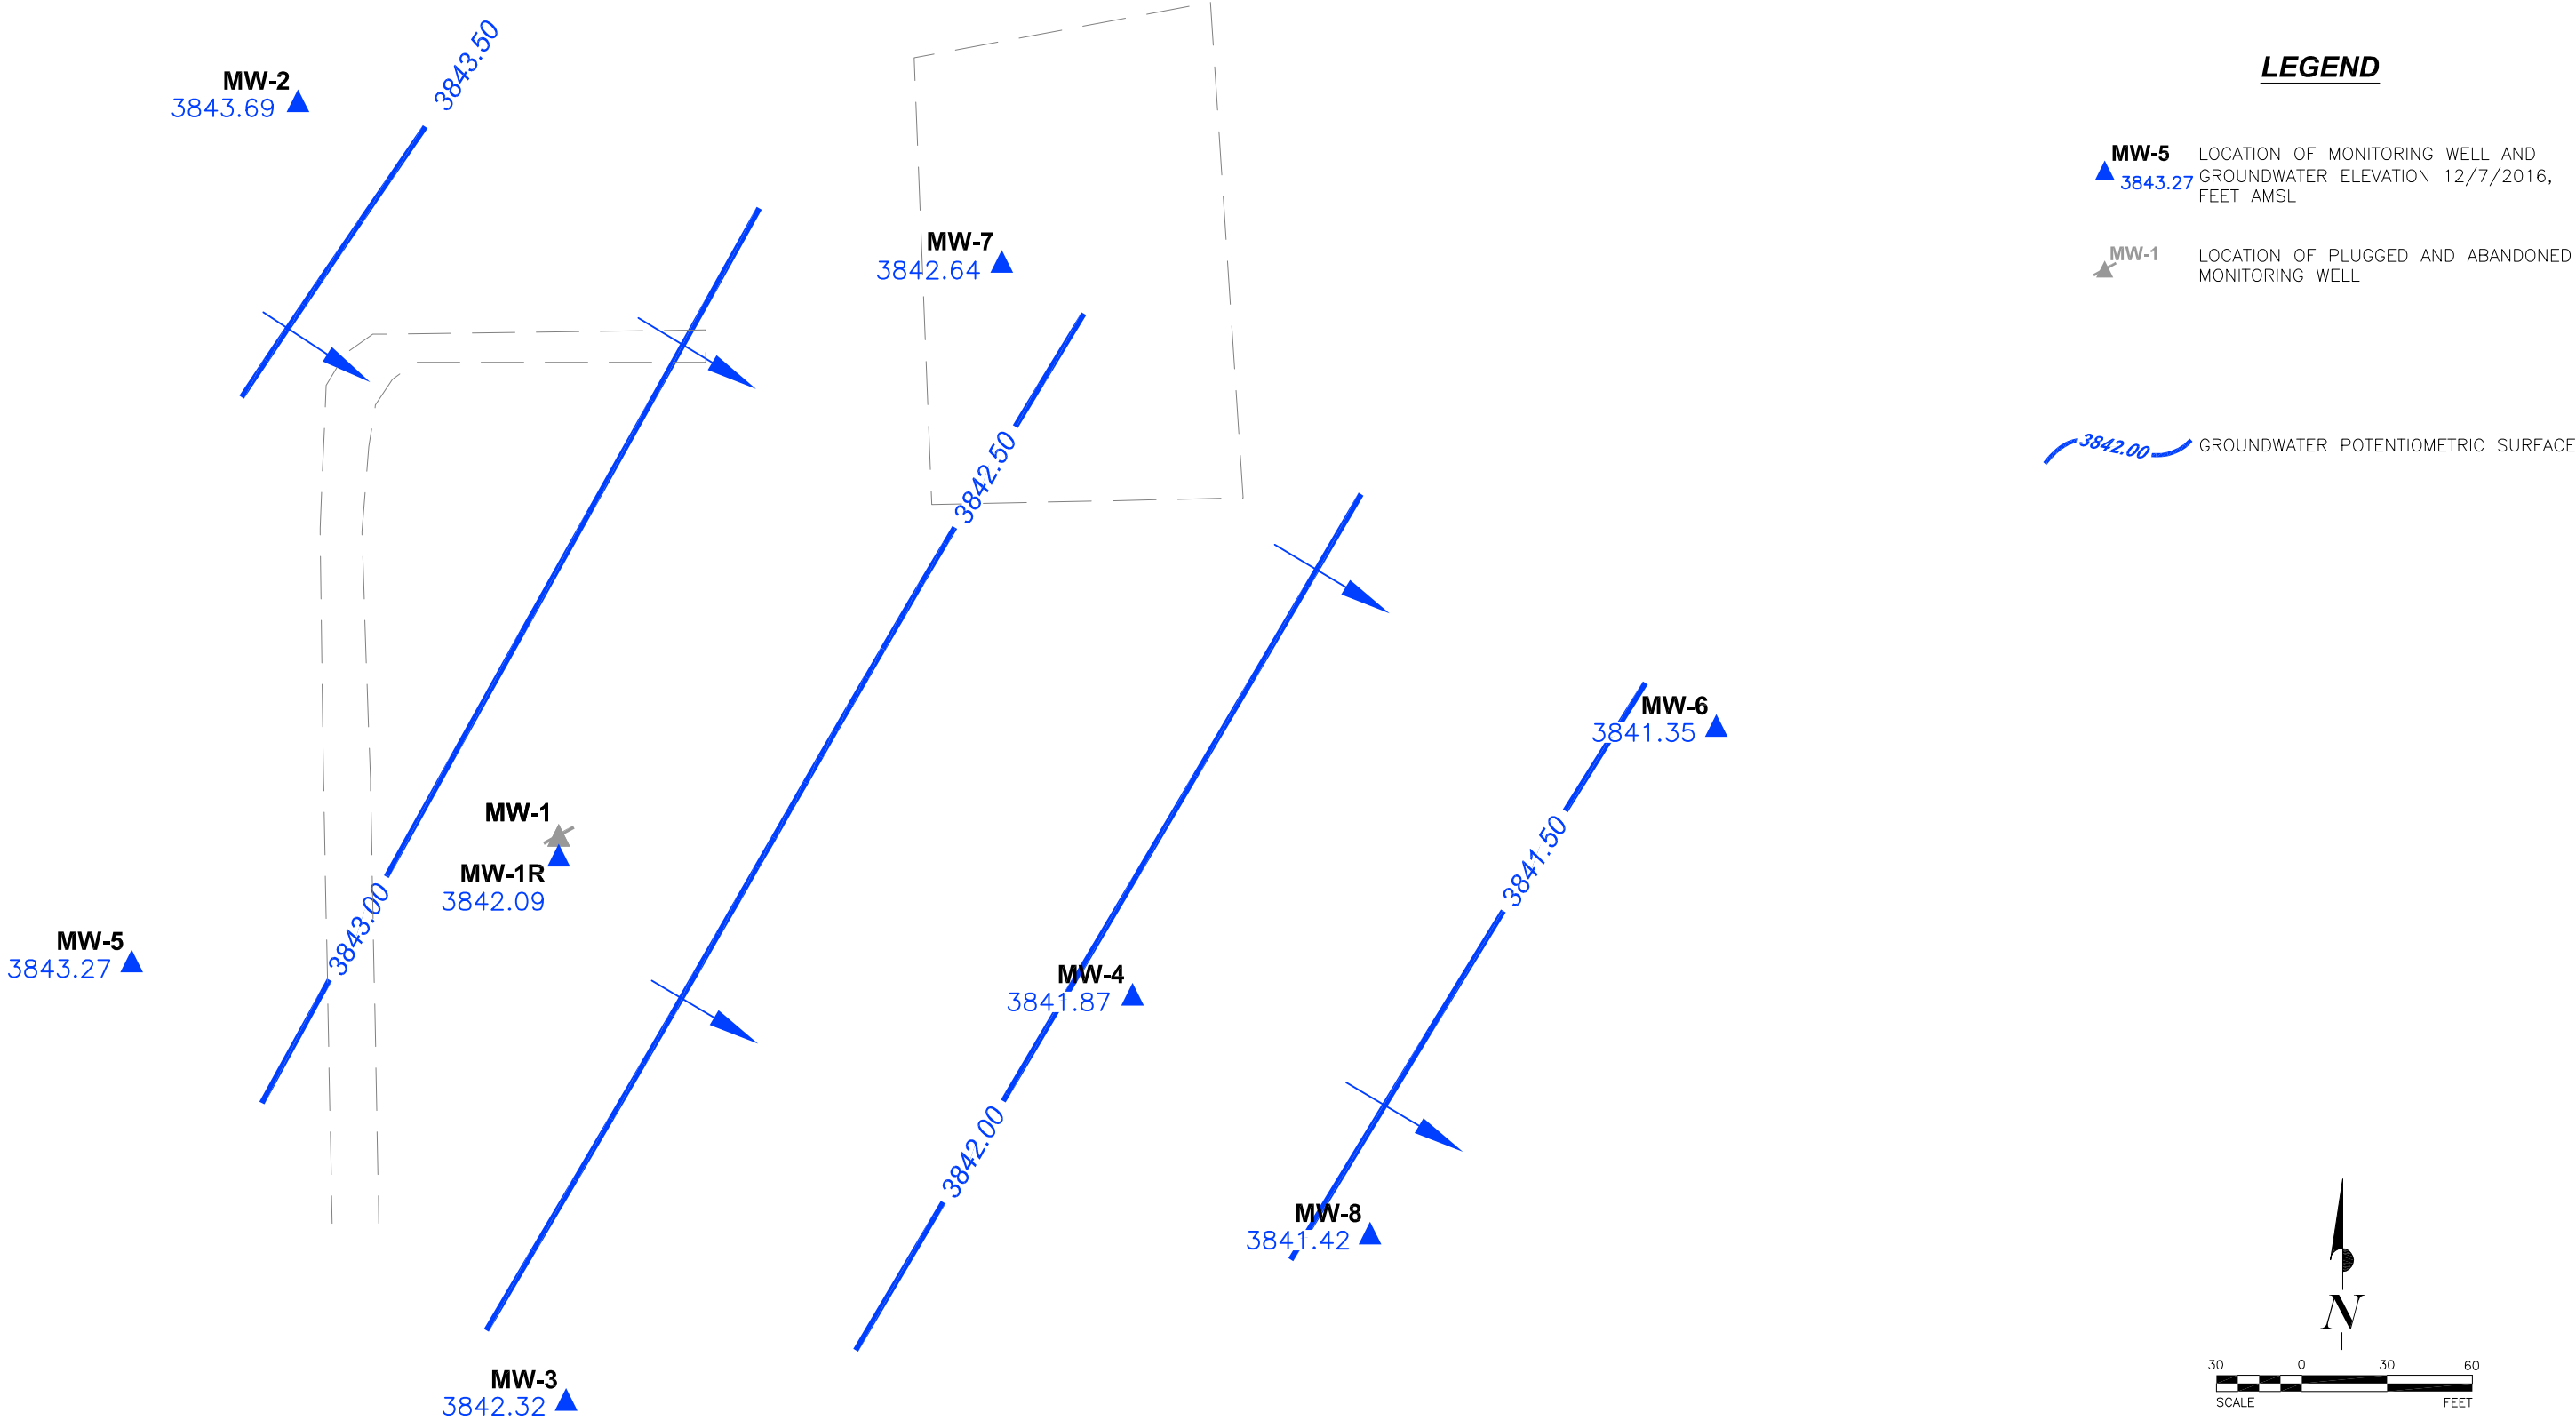 3843.50
MW-2
3843.69
MW-7
3842.64
3842.50
MW-6
3841.35
MW-1
MW-1R
3842.09
3841.50
3843.00
MW-5
3843.27
MW-4
3841.87
3842.00
MW-8
3841.42
MW-3
3842.32
LEGEND
MW-5
3843.27
LOCATION OF MONITORING WELL AND
GROUNDWATER ELEVATION 12/7/2016,
FEET AMSL
MW-1
LOCATION OF PLUGGED AND ABANDONED
MONITORING WELL
3842.00
GROUNDWATER POTENTIOMETRIC SURFACE
N
30 0 30 60
SCALE FEET